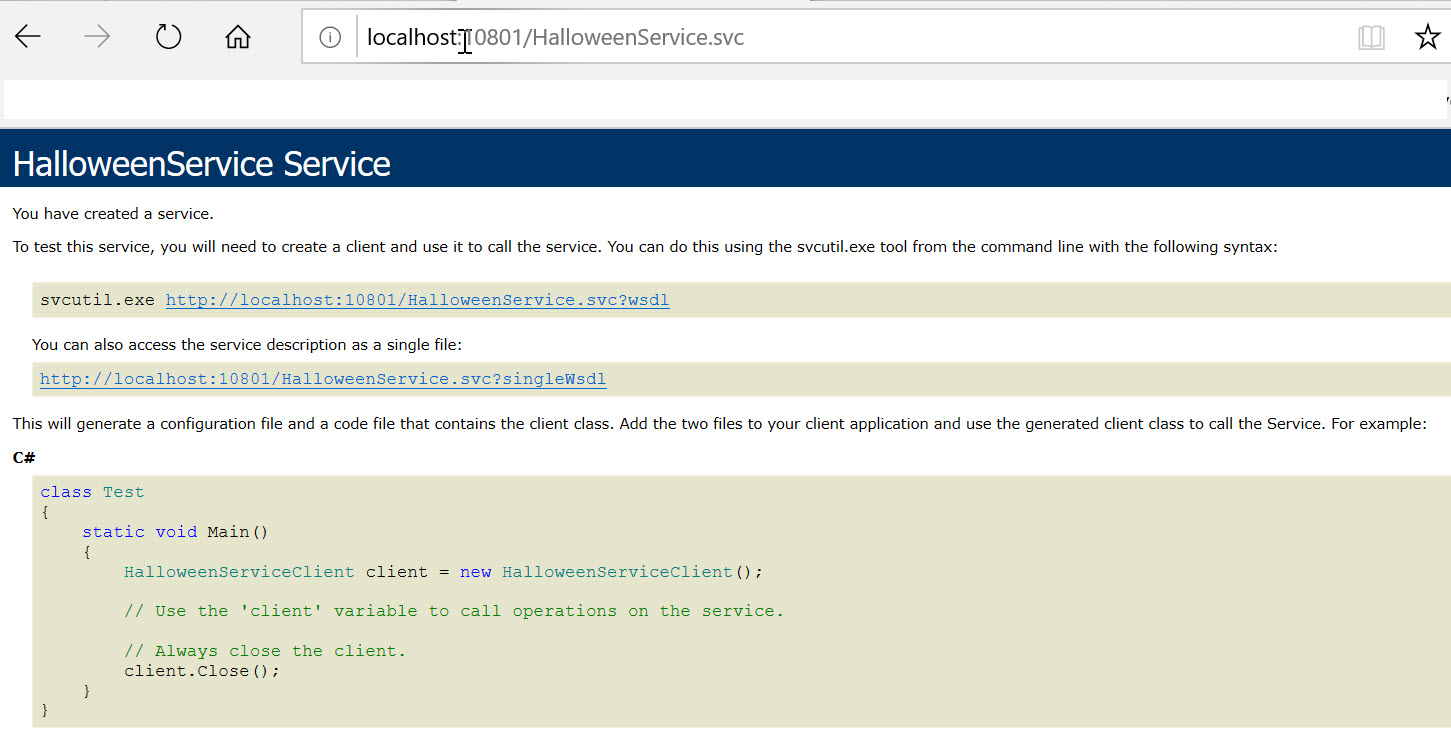 localhost:10801/HalloweenService.svc
HalloweenService Service
You have created a service.
To test this service, you will need to create a client and use it to call the service. You can do this using the svcutil.exe tool from the command line with the following syntax:
svcutil.exe http://localhost:10801/HalloweenService.svc?wsdl
You can also access the service description as a single file:
http://localhost:10801/HalloweenService.svc?singleWsdl
This will generate a configuration file and a code file that contains the client class. Add the two files to your client application and use the generated client class to call the Service. For example:
C#
class Test
{
    static void Main()
    {
        HalloweenServiceClient client = new HalloweenServiceClient();
        // Use the 'client' variable to call operations on the service.
        // Always close the client.
        client.Close();
    }
}